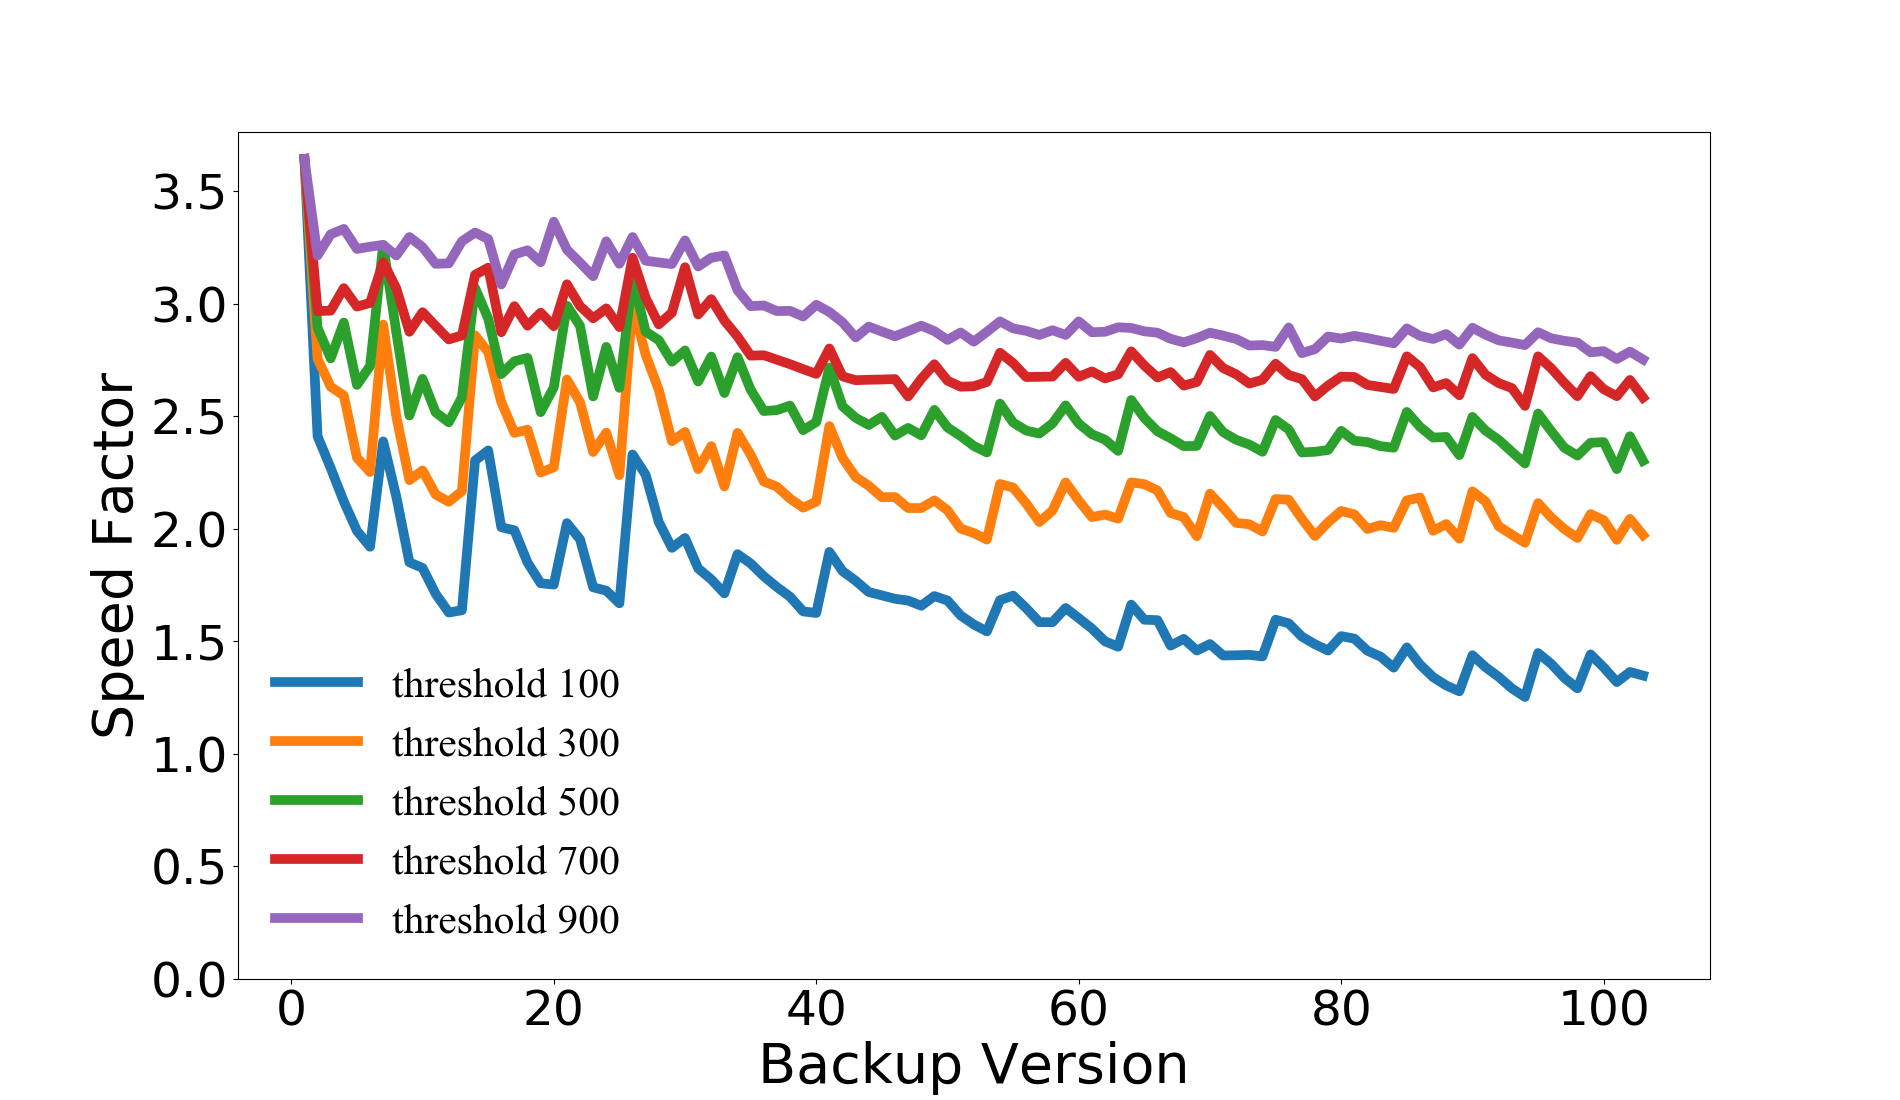 3.5
3.0
2.5
2.0
1.5
1.0
0.5
0.0
Speed Factor
threshold 100
threshold 300
threshold 500
threshold 700
threshold 900
0 20 40 60 80 100
Backup Version